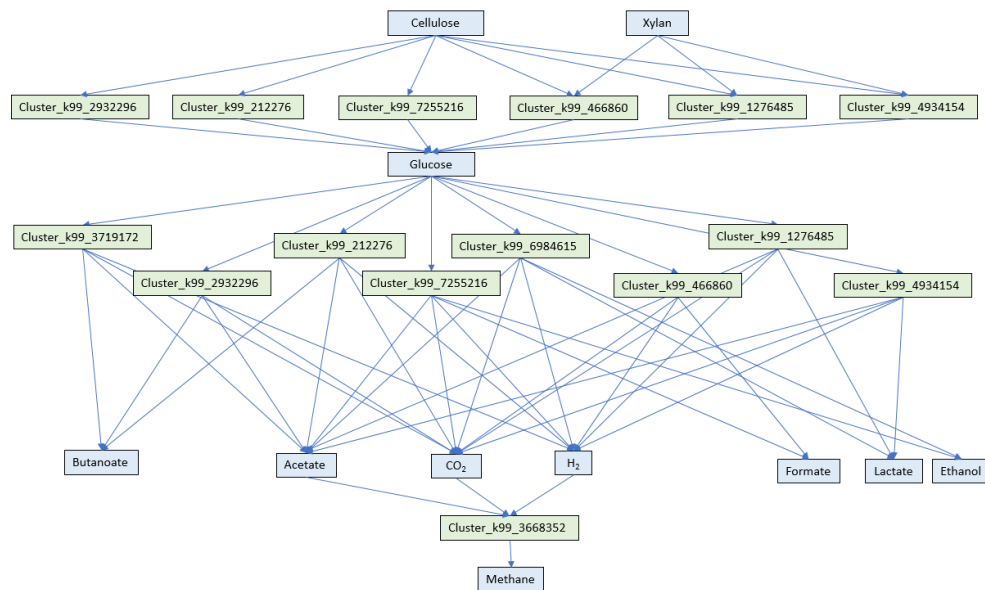 Cellulose
Xylan
Cluster_k99_2932296
Cluster_k99_212276
Cluster_k99_7255216
Cluster_k99_466860
Cluster_k99_1276485
Cluster_k99_4934154
Glucose
Cluster_k99_3719172
Cluster_k99_212276
Cluster_k99_6984615
Cluster_k99_1276485
Cluster_k99_2932296
Cluster_k99_7255216
Cluster_k99_466860
Cluster_k99_4934154
Butanoate
Acetate
CO₂
H₂
Formate
Lactate
Ethanol
Cluster_k99_3668352
Methane